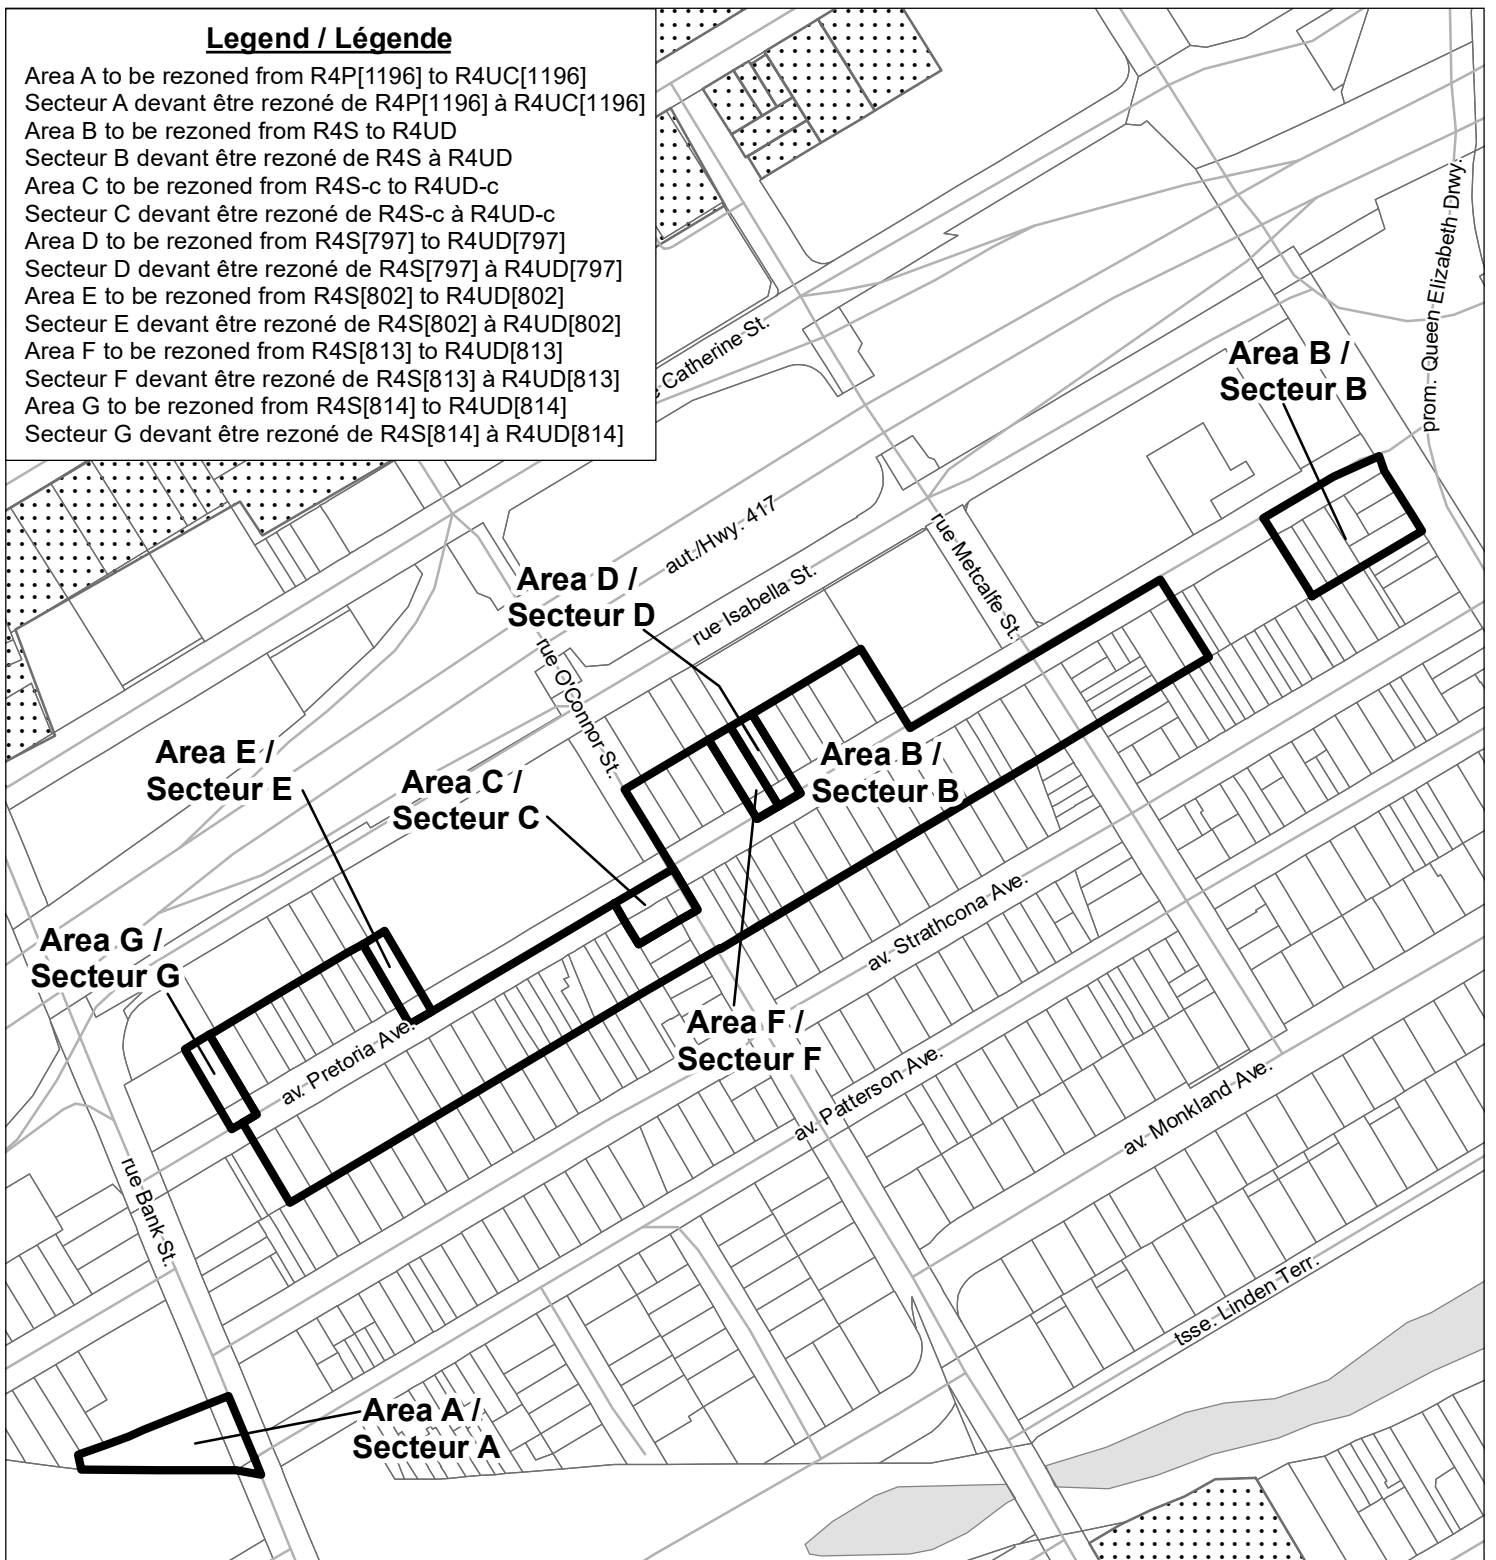 Legend / Légende
Area A to be rezoned from R4P[1196] to R4UC[1196]
Secteur A devant être rezoné de R4P[1196] à R4UC[1196]
Area B to be rezoned from R4S to R4UD
Secteur B devant être rezoné de R4S à R4UD
Area C to be rezoned from R4S-c to R4UD-c
Secteur C devant être rezoné de R4S-c à R4UD-c
Area D to be rezoned from R4S[797] to R4UD[797]
Secteur D devant être rezoné de R4S[797] à R4UD[797]
Area E to be rezoned from R4S[802] to R4UD[802]
Secteur E devant être rezoné de R4S[802] à R4UD[802]
Area F to be rezoned from R4S[813] to R4UD[813]
Secteur F devant être rezoné de R4S[813] à R4UD[813]
Area G to be rezoned from R4S[814] to R4UD[814]
Secteur G devant être rezoné de R4S[814] à R4UD[814]
prom. Queen Elizabeth Drwy.
Catherine St.
Area B /
Secteur B
aut./Hwy. 417
rue Metcalfe St.
Area D /
Secteur D
rue Isabella St.
rue O'Connor St.
Area E /
Secteur E
Area C /
Secteur C
Area B /
Secteur B
av. Strathcona Ave.
Area G /
Secteur G
av. Pretoria Ave.
Area F /
Secteur F
av. Patterson Ave.
av. Monkland Ave.
rue Bank St.
tsse. Linden Terr.
Area A /
Secteur A